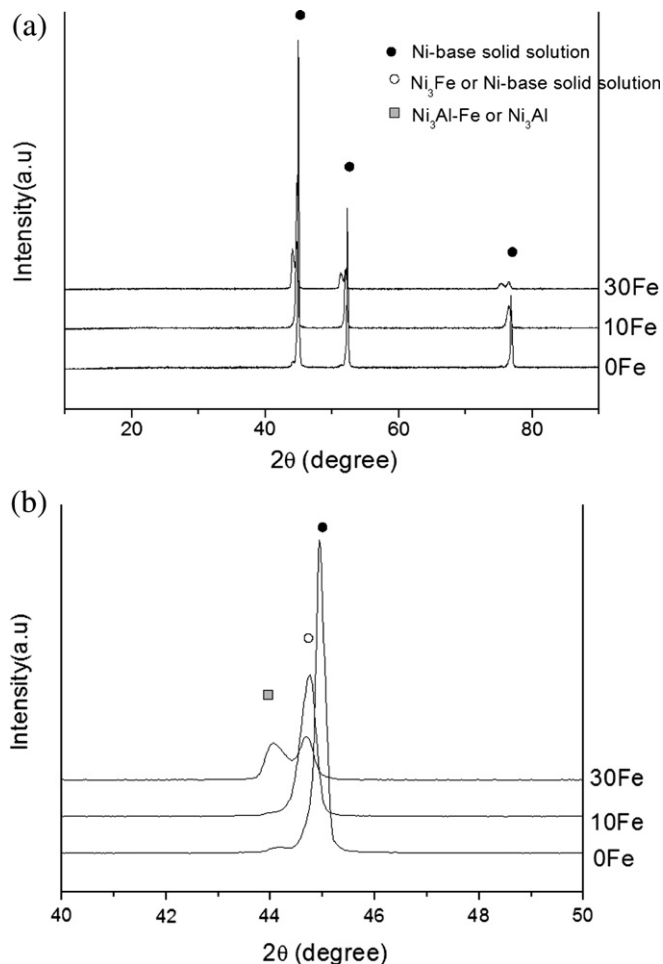 (a)
Ni-base solid solution
Ni₃Fe or Ni-base solid solution
Ni₃Al-Fe or Ni₃Al
Intensity(a.u)
30Fe
10Fe
0Fe
20 40 60 80
2θ (degree)
(b)
Intensity(a.u)
30Fe
10Fe
0Fe
40 42 44 46 48 50
2θ (degree)